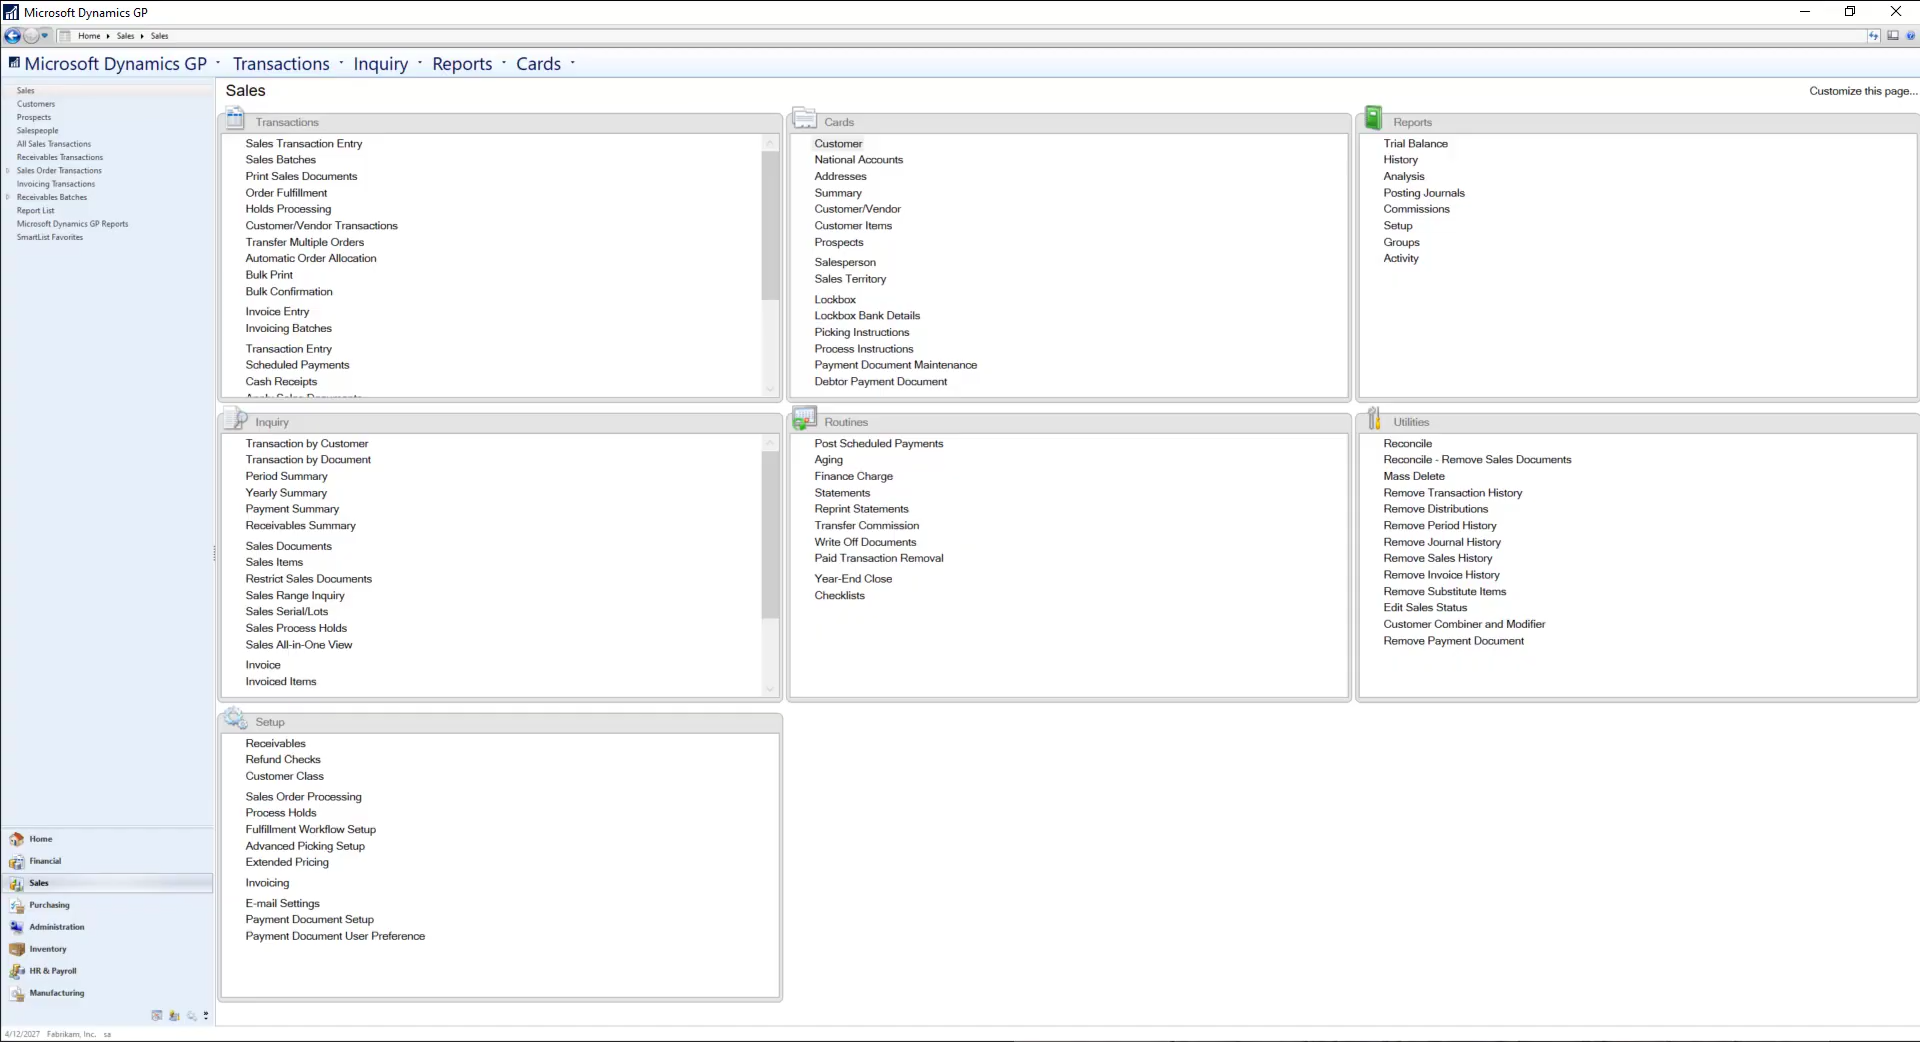 Microsoft Dynamics GP
Home Sales Sales
Microsoft Dynamics GP Transactions Inquiry Reports Cards
Sales
Customers
Prospects
Salespeople
All Sales Transactions
Receivables Transactions
Sales Order Transactions
Invoicing Transactions
Receivables Batches
Report List
Microsoft Dynamics GP Reports
SmartList Favorites
Home
Financial
Sales
Purchasing
Administration
Inventory
HR & Payroll
Manufacturing
Sales
Customize this page...
Transactions
Sales Transaction Entry
Sales Batches
Print Sales Documents
Order Fulfillment
Holds Processing
Customer/Vendor Transactions
Transfer Multiple Orders
Automatic Order Allocation
Bulk Print
Bulk Confirmation
Invoice Entry
Invoicing Batches
Transaction Entry
Scheduled Payments
Cash Receipts
Apply Sales Documents
Cards
Customer
National Accounts
Addresses
Summary
Customer/Vendor
Customer Items
Prospects
Salesperson
Sales Territory
Lockbox
Lockbox Bank Details
Picking Instructions
Process Instructions
Payment Document Maintenance
Debtor Payment Document
Reports
Trial Balance
History
Analysis
Posting Journals
Commissions
Setup
Groups
Activity
Inquiry
Transaction by Customer
Transaction by Document
Period Summary
Yearly Summary
Payment Summary
Receivables Summary
Sales Documents
Sales Items
Restrict Sales Documents
Sales Range Inquiry
Sales Serial/Lots
Sales Process Holds
Sales All-in-One View
Invoice
Invoiced Items
Routines
Post Scheduled Payments
Aging
Finance Charge
Statements
Reprint Statements
Transfer Commission
Write Off Documents
Paid Transaction Removal
Year-End Close
Checklists
Utilities
Reconcile
Reconcile - Remove Sales Documents
Mass Delete
Remove Transaction History
Remove Distributions
Remove Period History
Remove Journal History
Remove Sales History
Remove Invoice History
Remove Substitute Items
Edit Sales Status
Customer Combiner and Modifier
Remove Payment Document
Setup
Receivables
Refund Checks
Customer Class
Sales Order Processing
Process Holds
Fulfillment Workflow Setup
Advanced Picking Setup
Extended Pricing
Invoicing
E-mail Settings
Payment Document Setup
Payment Document User Preference
4/12/2027 Fabrikam, Inc. sa